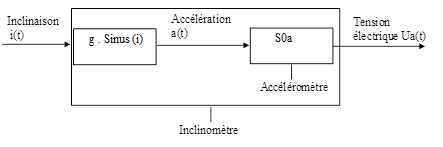 Inclinaison
i(t)
g . Sinus (i)
Accélération
a(t)
S0a
Tension
électrique Ua(t)
Accéléromètre
Inclinomètre